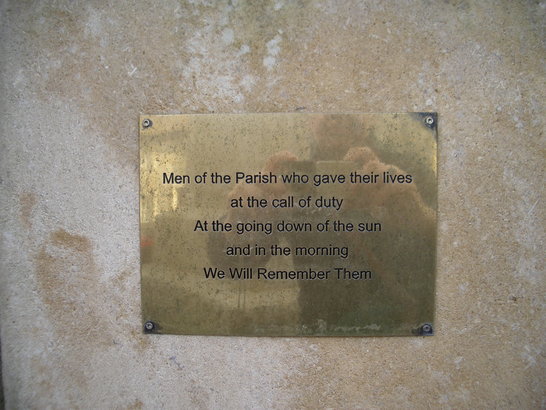 Men of the Parish who gave their lives
at the call of duty
At the going down of the sun
and in the morning
We Will Remember Them